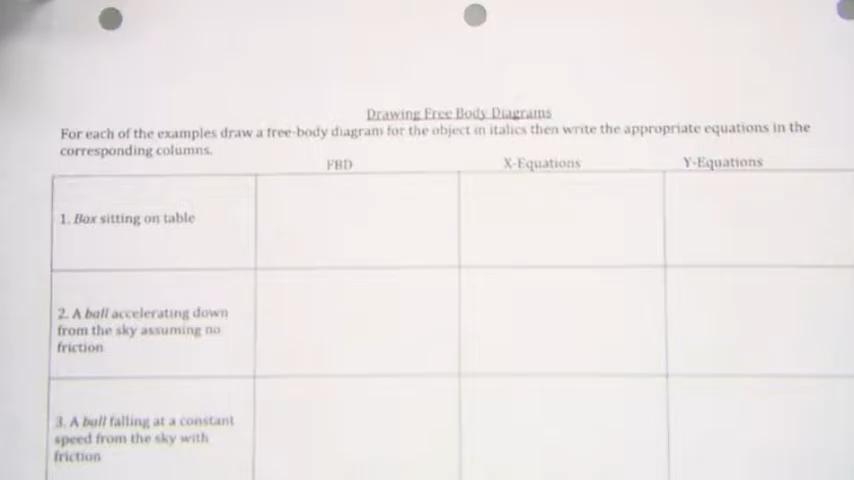 Drawing Free Body Diagrams
For each of the examples draw a free-body diagram for the object in italics then write the appropriate equations in the
corresponding columns.
FBD X-Equations Y-Equations
1. Box sitting on table
2. A ball accelerating down
from the sky assuming no
friction
3. A ball falling at a constant
speed from the sky with
friction